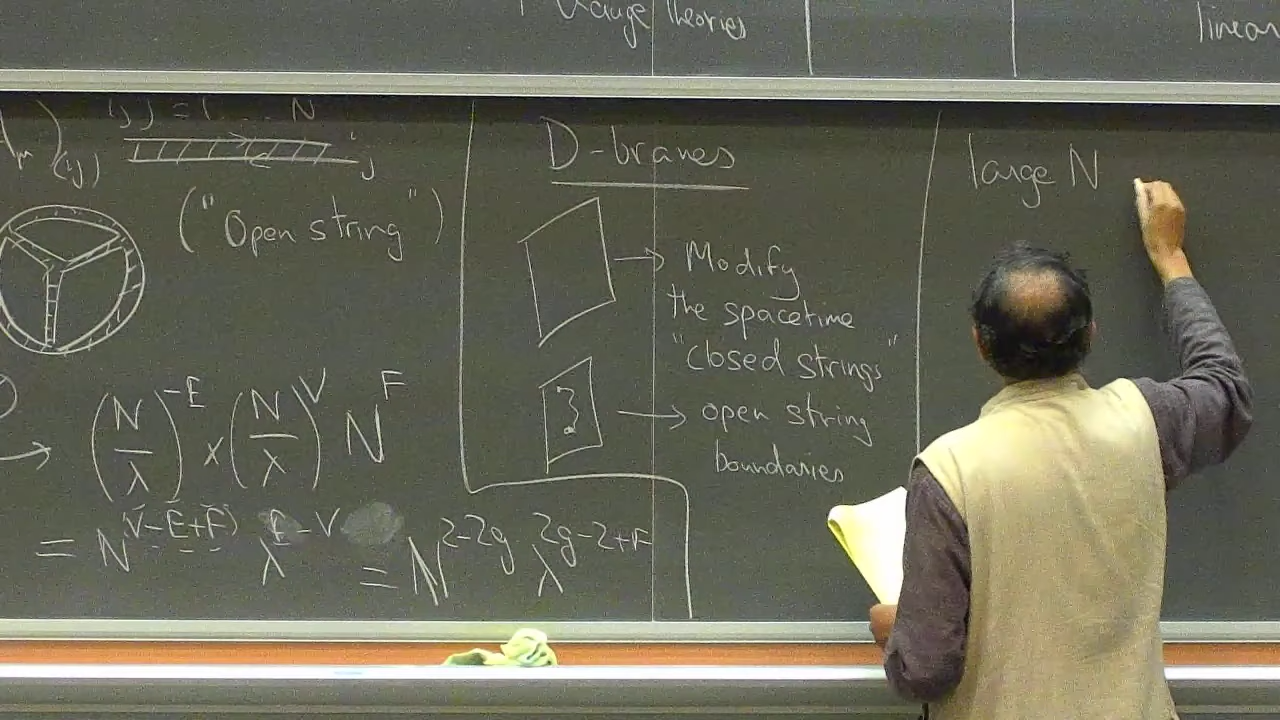 Gauge Theories
linear
)(ij)
i,j = 1 ... N
i
j
("Open string")
(N/λ)^-E × (N/λ)^V N^F
= N^(V-E+F) λ^E-V = N^2-2g λ^2g-2+F
D-branes
→ Modify
the spacetime
"closed strings"
→ open string
boundaries
large N